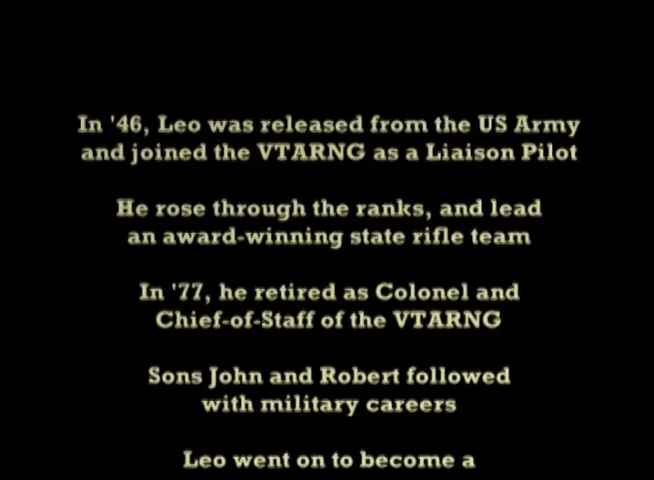 In '46, Leo was released from the US Army
and joined the VTARNG as a Liaison Pilot
He rose through the ranks, and lead
an award-winning state rifle team
In '77, he retired as Colonel and
Chief-of-Staff of the VTARNG
Sons John and Robert followed
with military careers
Leo went on to become a